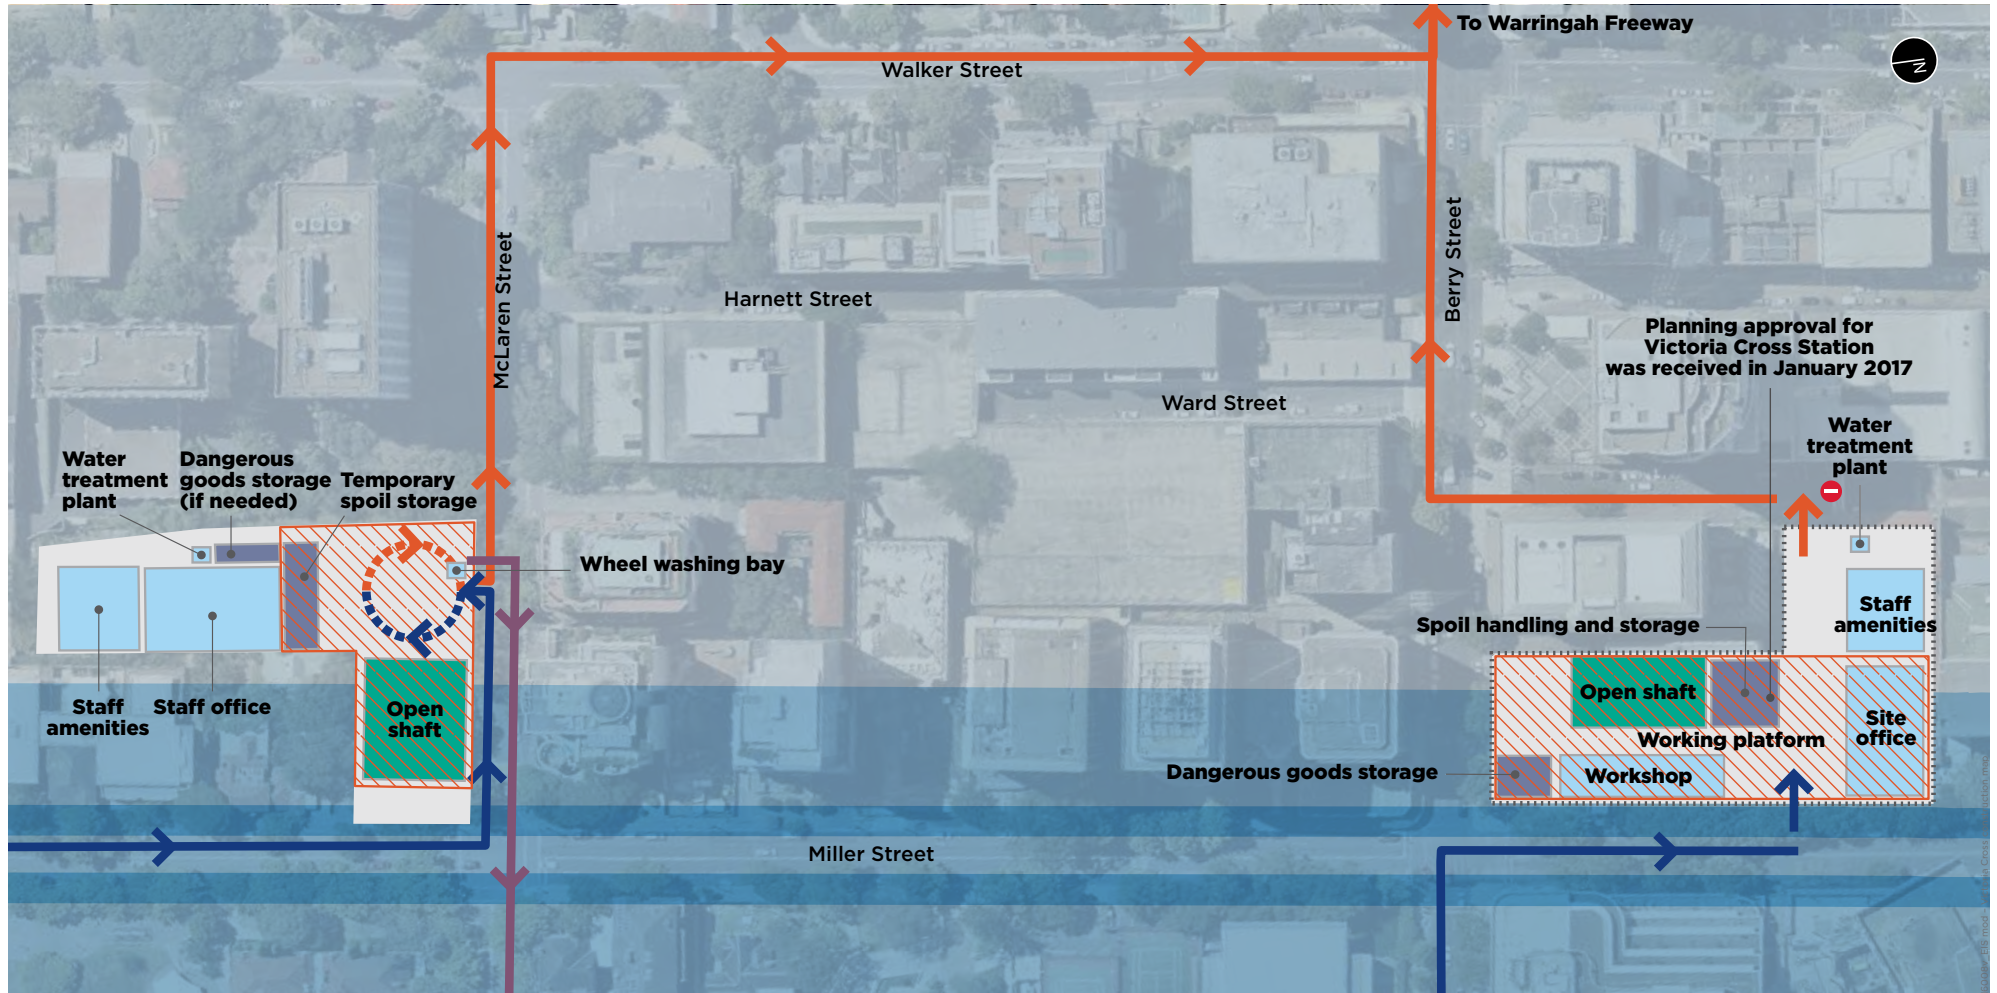 To Warringah Freeway
N
Walker Street
McLaren Street
Berry Street
Harnett Street
Planning approval for
Victoria Cross Station
was received in January 2017
Ward Street
Water
treatment
plant
Water
treatment
plant
Dangerous
goods storage
(if needed)
Temporary
spoil storage
Wheel washing bay
Staff
amenities
Spoil handling and storage
Staff
amenities
Staff office
Open
shaft
Open shaft
Site
office
Working platform
Dangerous goods storage
Workshop
Miller Street